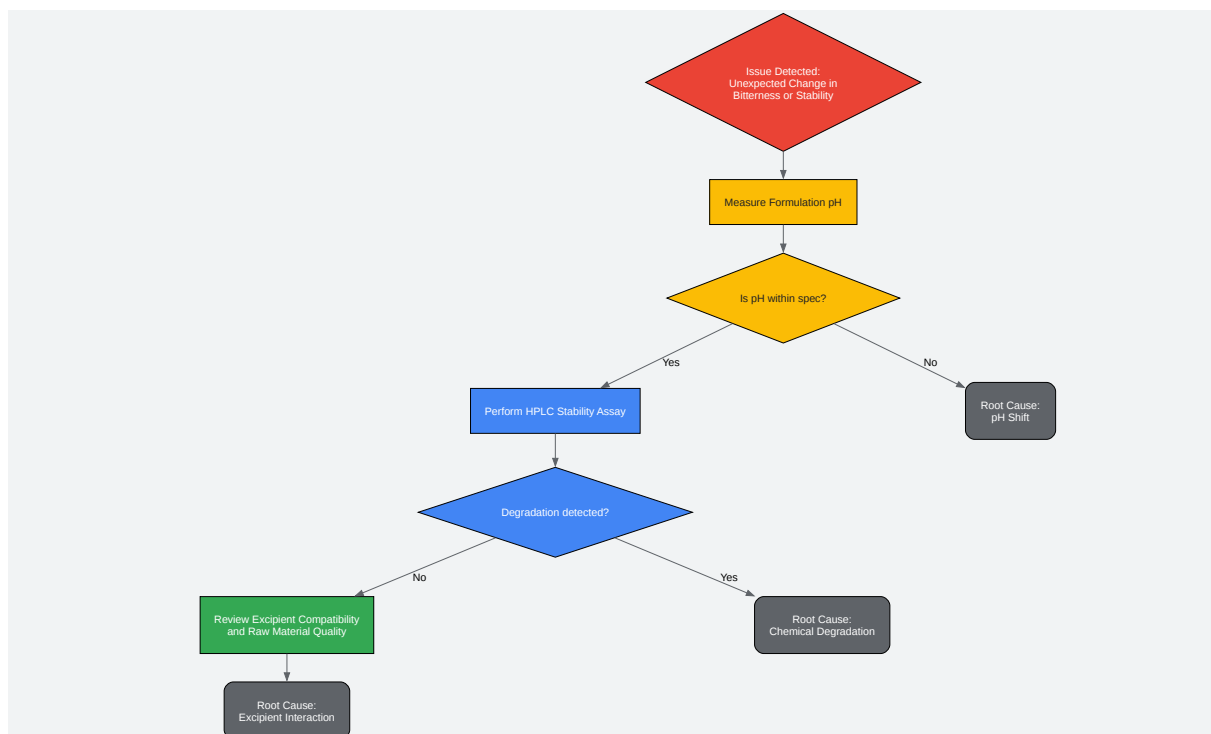 Issue Detected:
Unexpected Change in
Bitterness or Stability
Measure Formulation pH
Is pH within spec?
Yes
No
Perform HPLC Stability Assay
Root Cause:
pH Shift
Degradation detected?
No
Yes
Review Excipient Compatibility
and Raw Material Quality
Root Cause:
Chemical Degradation
Root Cause:
Excipient Interaction